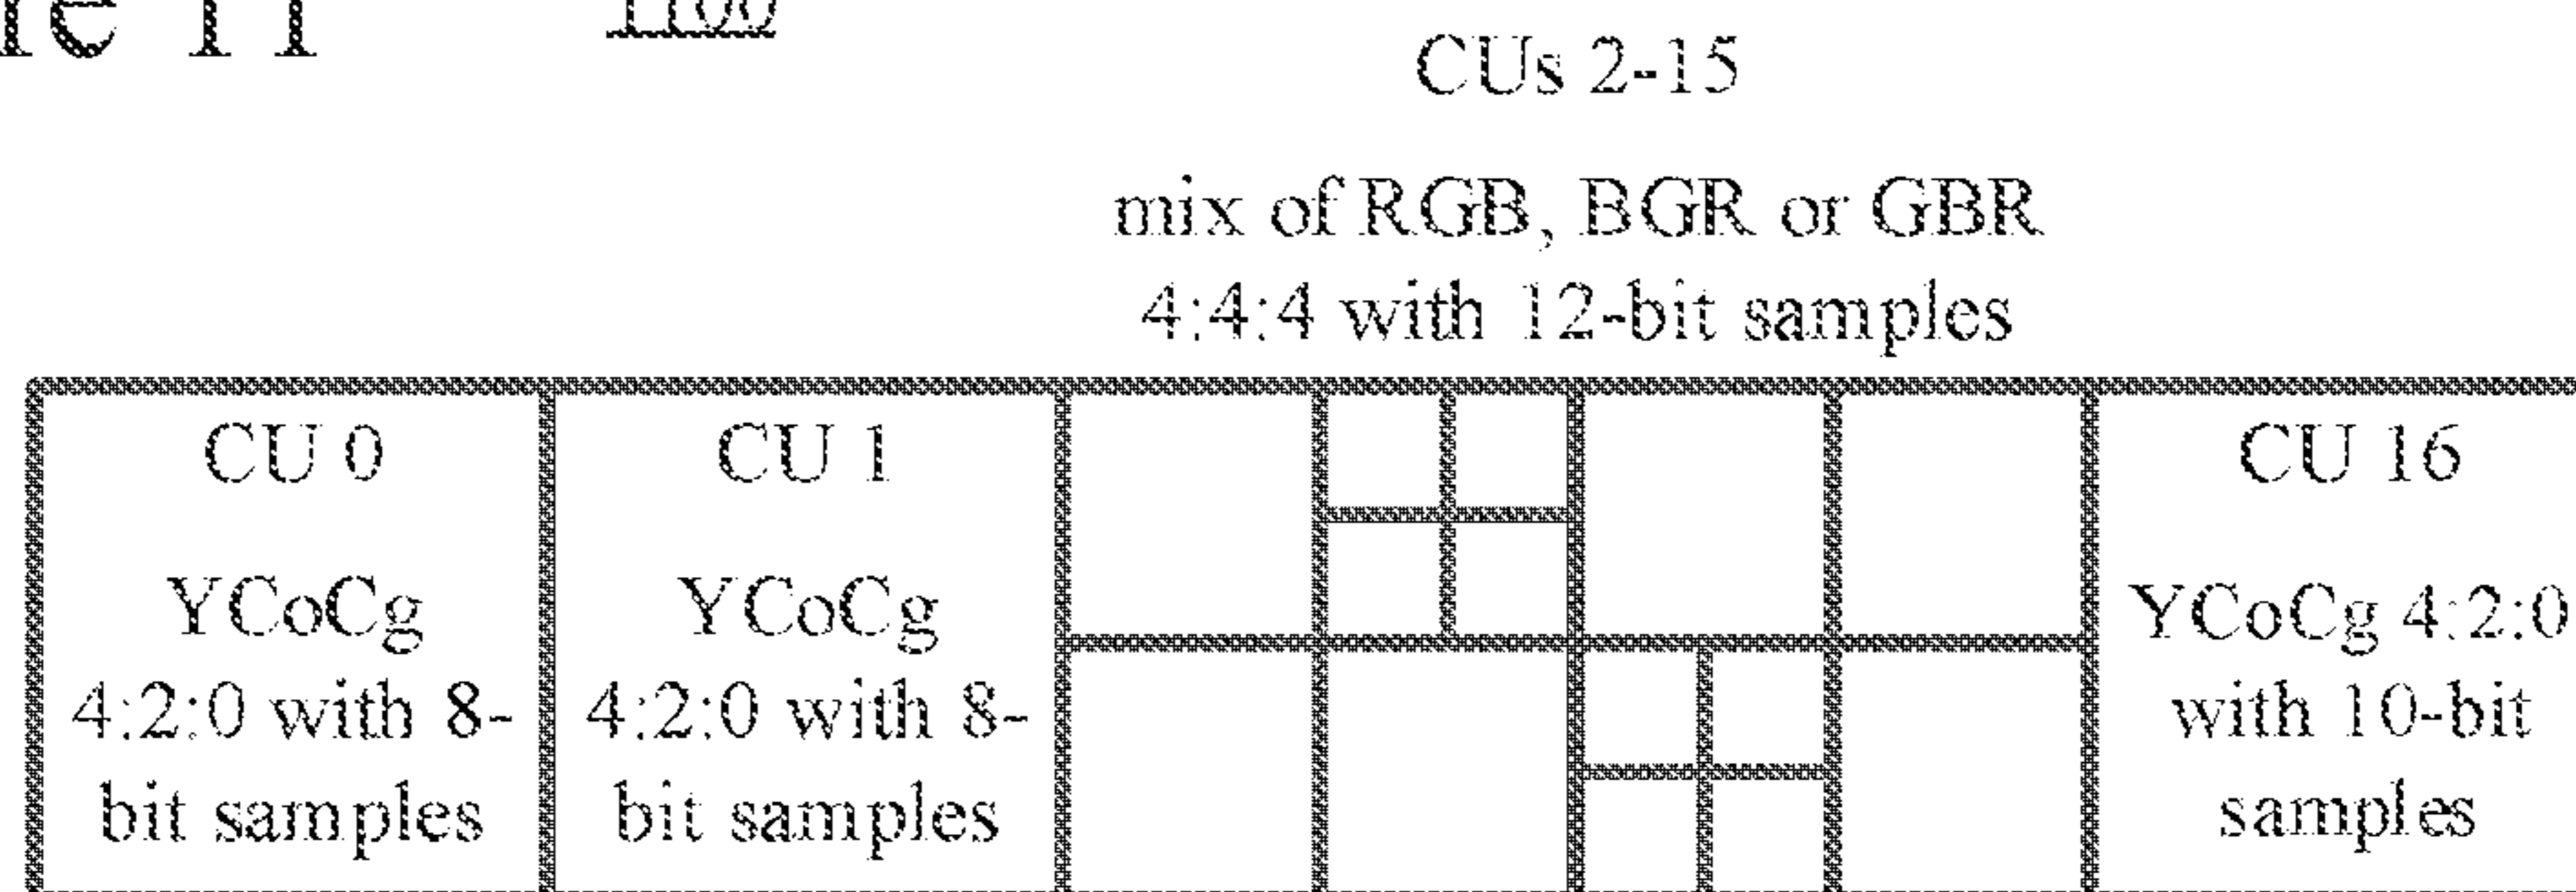 11
CUs 2-15
mix of RGB, BGR or GBR
4:4:4 with 12-bit samples
CU 0
YCoCg
4:2:0 with 8-
bit samples
CU 1
YCoCg
4:2:0 with 8-
bit samples
CU 16
YCoCg 4:2:0
with 10-bit
samples